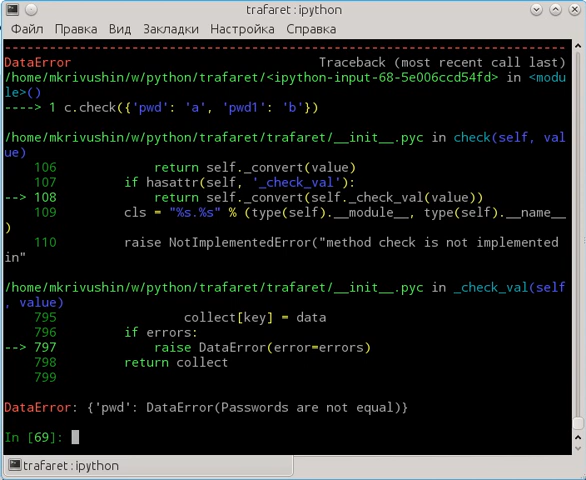 trafaret : ipython
Файл Правка Вид Закладки Настройка Справка
---------------------------------------------------------------------------
DataError                                 Traceback (most recent call last)
/home/mkrivushin/w/python/trafaret/<ipython-input-68-5e006ccd54fd> in <modu
le>()
----> 1 c.check({'pwd': 'a', 'pwd1': 'b'})
/home/mkrivushin/w/python/trafaret/trafaret/__init__.pyc in check(self, val
ue)
    106             return self._convert(value)
    107         if hasattr(self, '_check_val'):
--> 108             return self._convert(self._check_val(value))
    109         cls = "%s.%s" % (type(self).__module__, type(self).__name__
)
    110         raise NotImplementedError("method check is not implemented
in"
/home/mkrivushin/w/python/trafaret/trafaret/__init__.pyc in _check_val(self
, value)
    795                 collect[key] = data
    796         if errors:
--> 797             raise DataError(error=errors)
    798         return collect
    799
DataError: {'pwd': DataError(Passwords are not equal)}
In [69]:
trafaret : ipython